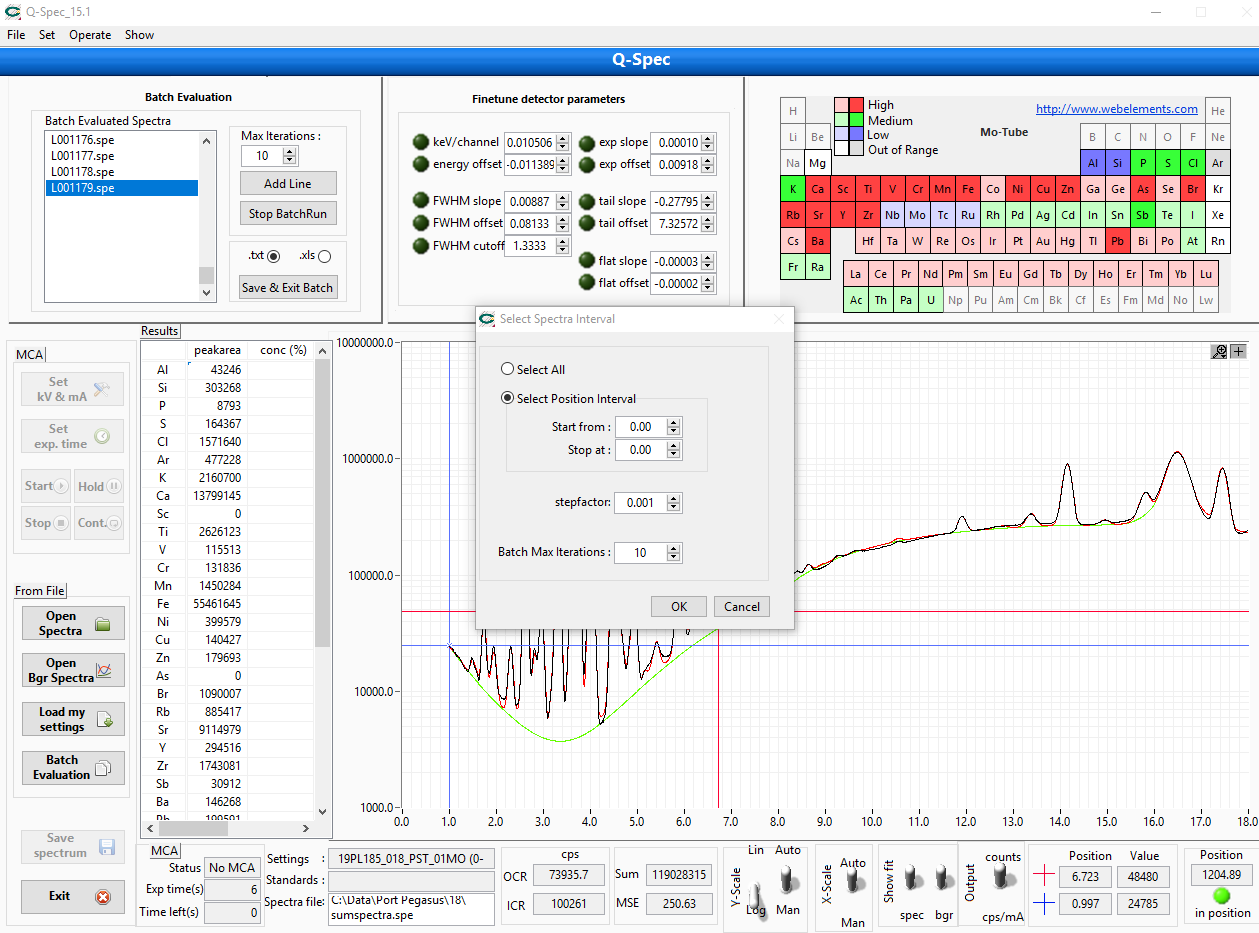 Q-Spec_15.1
File Set Operate Show
Q-Spec
Batch Evaluation
Batch Evaluated Spectra
L001176.spe
L001177.spe
L001178.spe
L001179.spe
Max Iterations :
10
Add Line
Stop BatchRun
.txt .xls
Save & Exit Batch
Finetune detector parameters
keV/channel 0.010506 exp slope 0.00010
energy offset -0.011389 exp offset 0.00918
FWHM slope 0.00887 tail slope -0.27795
FWHM offset 0.08133 tail offset 7.32572
FWHM cutoff 1.3333
flat slope -0.00003
flat offset -0.00002
High
Medium
Low
Out of Range
Mo-Tube
http://www.webelements.com
H He
Li Be B C N O F Ne
Na Mg Al Si P S Cl Ar
K Ca Sc Ti V Cr Mn Fe Co Ni Cu Zn Ga Ge As Se Br Kr
Rb Sr Y Zr Nb Mo Tc Ru Rh Pd Ag Cd In Sn Sb Te I Xe
Cs Ba Hf Ta W Re Os Ir Pt Au Hg Tl Pb Bi Po At Rn
Fr Ra
La Ce Pr Nd Pm Sm Eu Gd Tb Dy Ho Er Tm Yb Lu
Ac Th Pa U Np Pu Am Cm Bk Cf Es Fm Md No Lw
MCA
Set
kV & mA
Set
exp. time
Start Hold
Stop Cont.
From File
Open
Spectra
Open
Bgr Spectra
Load my
settings
Batch
Evaluation
Save
spectrum
Exit
Results
peakarea conc (%)
Al 43246
Si 303268
P 8793
S 164367
Cl 1571640
Ar 477228
K 2160700
Ca 13799145
Sc 0
Ti 2626123
V 115513
Cr 131836
Mn 1450284
Fe 55461645
Ni 399579
Cu 140427
Zn 179693
As 0
Br 1090007
Rb 885417
Sr 9114979
Y 294516
Zr 1743081
Sb 30912
Ba 146268
Select Spectra Interval
Select All
Select Position Interval
Start from : 0.00
Stop at : 0.00
stepfactor: 0.001
Batch Max Iterations : 10
OK Cancel
10000000.0
1000000.0
100000.0
10000.0
1000.0
0.0 1.0 2.0 3.0 4.0 5.0 6.0 7.0 8.0 9.0 10.0 11.0 12.0 13.0 14.0 15.0 16.0 17.0 18.0
MCA
Status No MCA
Exp time(s) 6
Time left(s) 0
Settings : 19PL185_018_PST_01MO (0-
Standards :
Spectra file: C:\Data\Port Pegasus\18\
sumspectra.spe
cps
OCR 73935.7
ICR 100261
Sum 119028315
MSE 250.63
Y-Scale
Lin Auto
Log Man
X-Scale
Auto
Man
Show fit
spec bgr
Output
counts
cps/mA
Position Value
6.723 48480
0.997 24785
Position
1204.89
in position